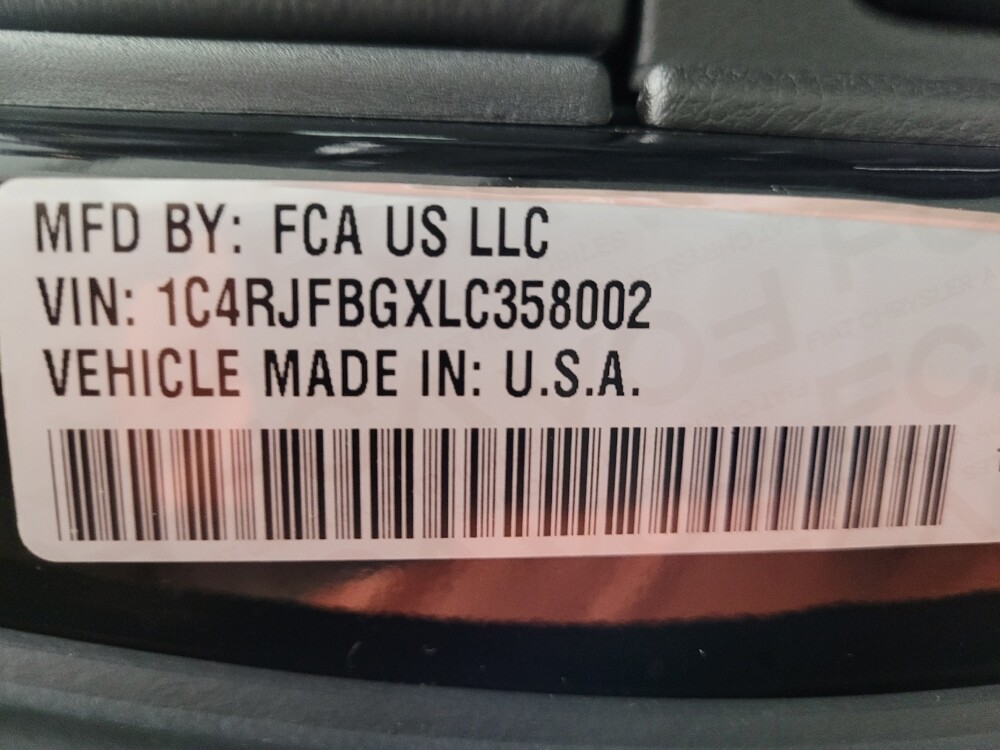 MFD BY: FCA US LLC
VIN: 1C4RJFBGXLC358002
VEHICLE MADE IN: U.S.A.